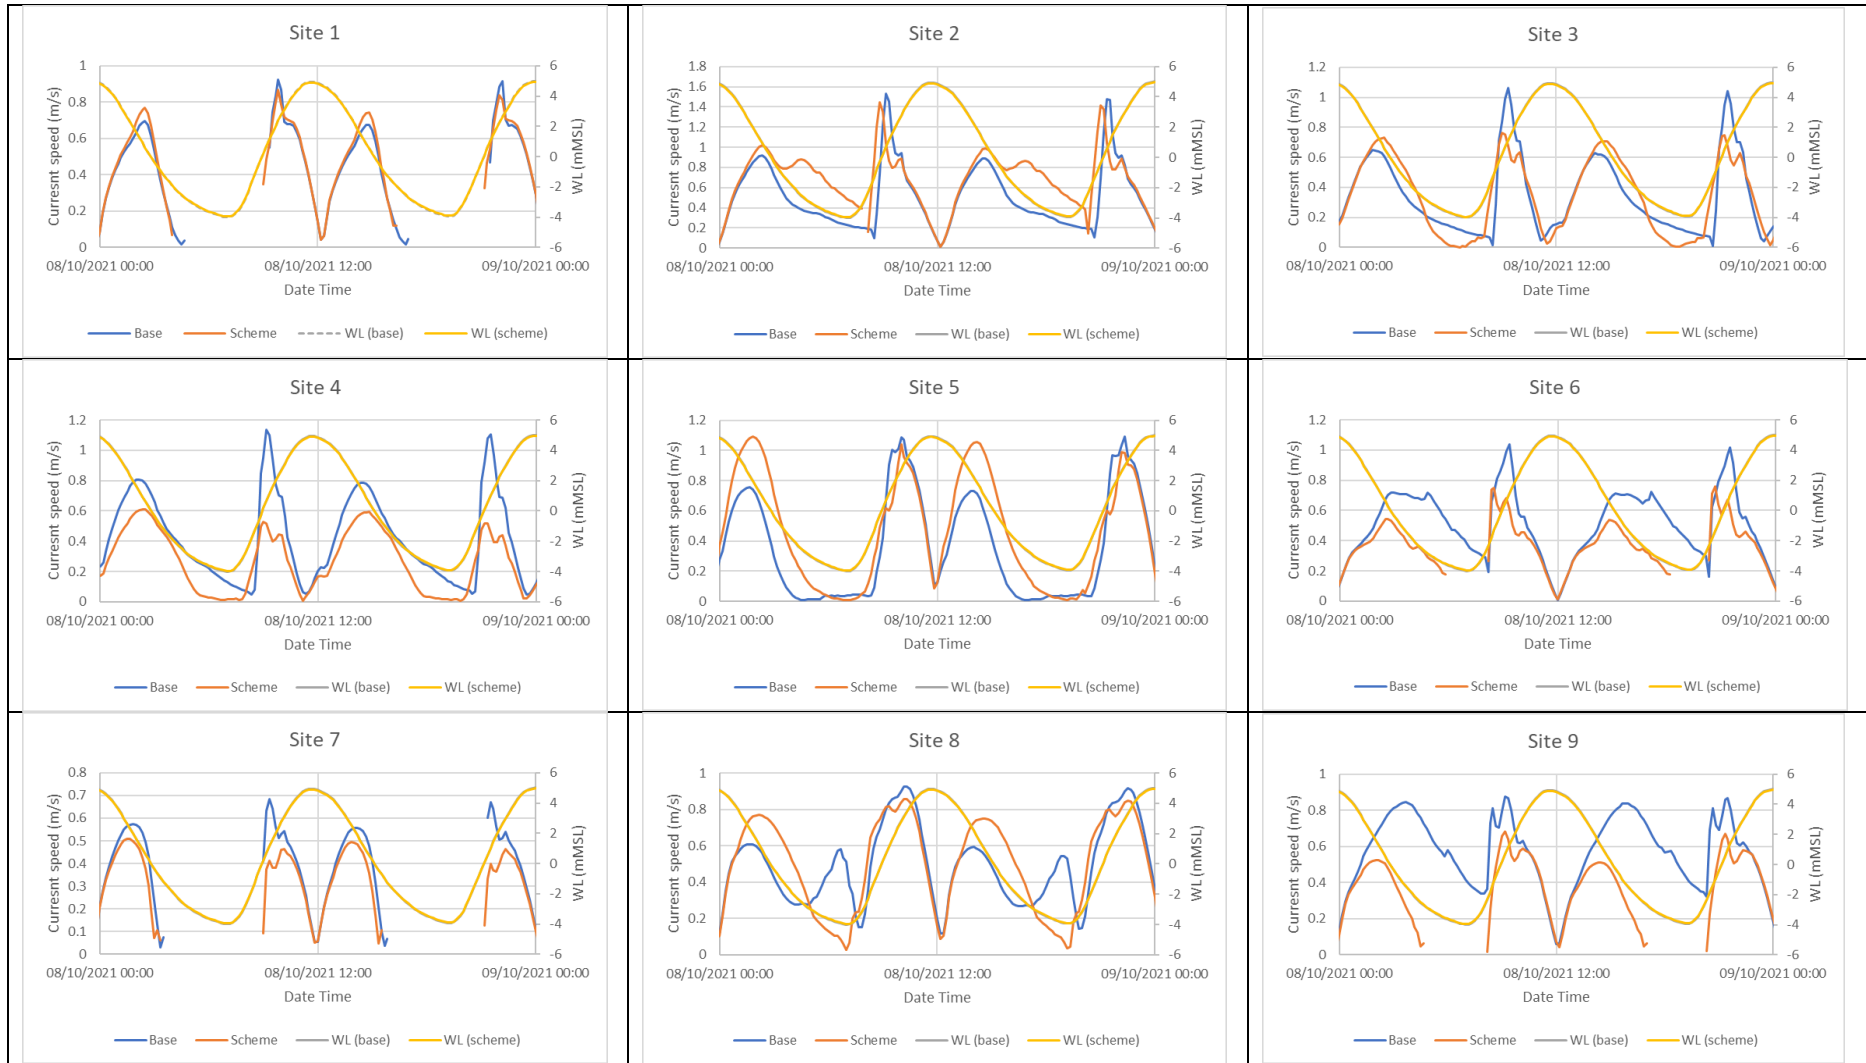 Site 1
Curresnt speed (m/s)
1
0.8
0.6
0.4
0.2
0
6
4
2
0
-2
-4
-6
WL (mMSL)
08/10/2021 00:00 08/10/2021 12:00 09/10/2021 00:00
Date Time
Base Scheme WL (base) WL (scheme)
Site 2
Curresnt speed (m/s)
1.8
1.6
1.4
1.2
1
0.8
0.6
0.4
0.2
0
6
4
2
0
-2
-4
-6
WL (mMSL)
08/10/2021 00:00 08/10/2021 12:00 09/10/2021 00:00
Date Time
Base Scheme WL (base) WL (scheme)
Site 3
Curresnt speed (m/s)
1.2
1
0.8
0.6
0.4
0.2
0
6
4
2
0
-2
-4
-6
WL (mMSL)
08/10/2021 00:00 08/10/2021 12:00 09/10/2021 00:00
Date Time
Base Scheme WL (base) WL (scheme)
Site 4
Curresnt speed (m/s)
1.2
1
0.8
0.6
0.4
0.2
0
6
4
2
0
-2
-4
-6
WL (mMSL)
08/10/2021 00:00 08/10/2021 12:00 09/10/2021 00:00
Date Time
Base Scheme WL (base) WL (scheme)
Site 5
Curresnt speed (m/s)
1.2
1
0.8
0.6
0.4
0.2
0
6
4
2
0
-2
-4
-6
WL (mMSL)
08/10/2021 00:00 08/10/2021 12:00 09/10/2021 00:00
Date Time
Base Scheme WL (base) WL (scheme)
Site 6
Curresnt speed (m/s)
1.2
1
0.8
0.6
0.4
0.2
0
6
4
2
0
-2
-4
-6
WL (mMSL)
08/10/2021 00:00 08/10/2021 12:00 09/10/2021 00:00
Date Time
Base Scheme WL (base) WL (scheme)
Site 7
Curresnt speed (m/s)
0.8
0.7
0.6
0.5
0.4
0.3
0.2
0.1
0
6
4
2
0
-2
-4
-6
WL (mMSL)
08/10/2021 00:00 08/10/2021 12:00 09/10/2021 00:00
Date Time
Base Scheme WL (base) WL (scheme)
Site 8
Curresnt speed (m/s)
1
0.8
0.6
0.4
0.2
0
6
4
2
0
-2
-4
-6
WL (mMSL)
08/10/2021 00:00 08/10/2021 12:00 09/10/2021 00:00
Date Time
Base Scheme WL (base) WL (scheme)
Site 9
Curresnt speed (m/s)
1
0.8
0.6
0.4
0.2
0
6
4
2
0
-2
-4
-6
WL (mMSL)
08/10/2021 00:00 08/10/2021 12:00 09/10/2021 00:00
Date Time
Base Scheme WL (base) WL (scheme)